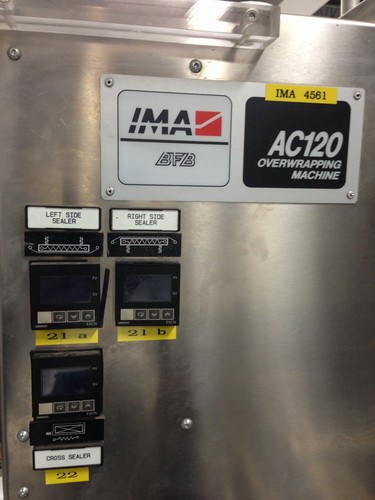 IMA 4561
IMA
BFB
AC120
OVERWRAPPING
MACHINE
LEFT SIDE
SEALER
RIGHT SIDE
SEALER
21 a
21 b
CROSS SEALER
22